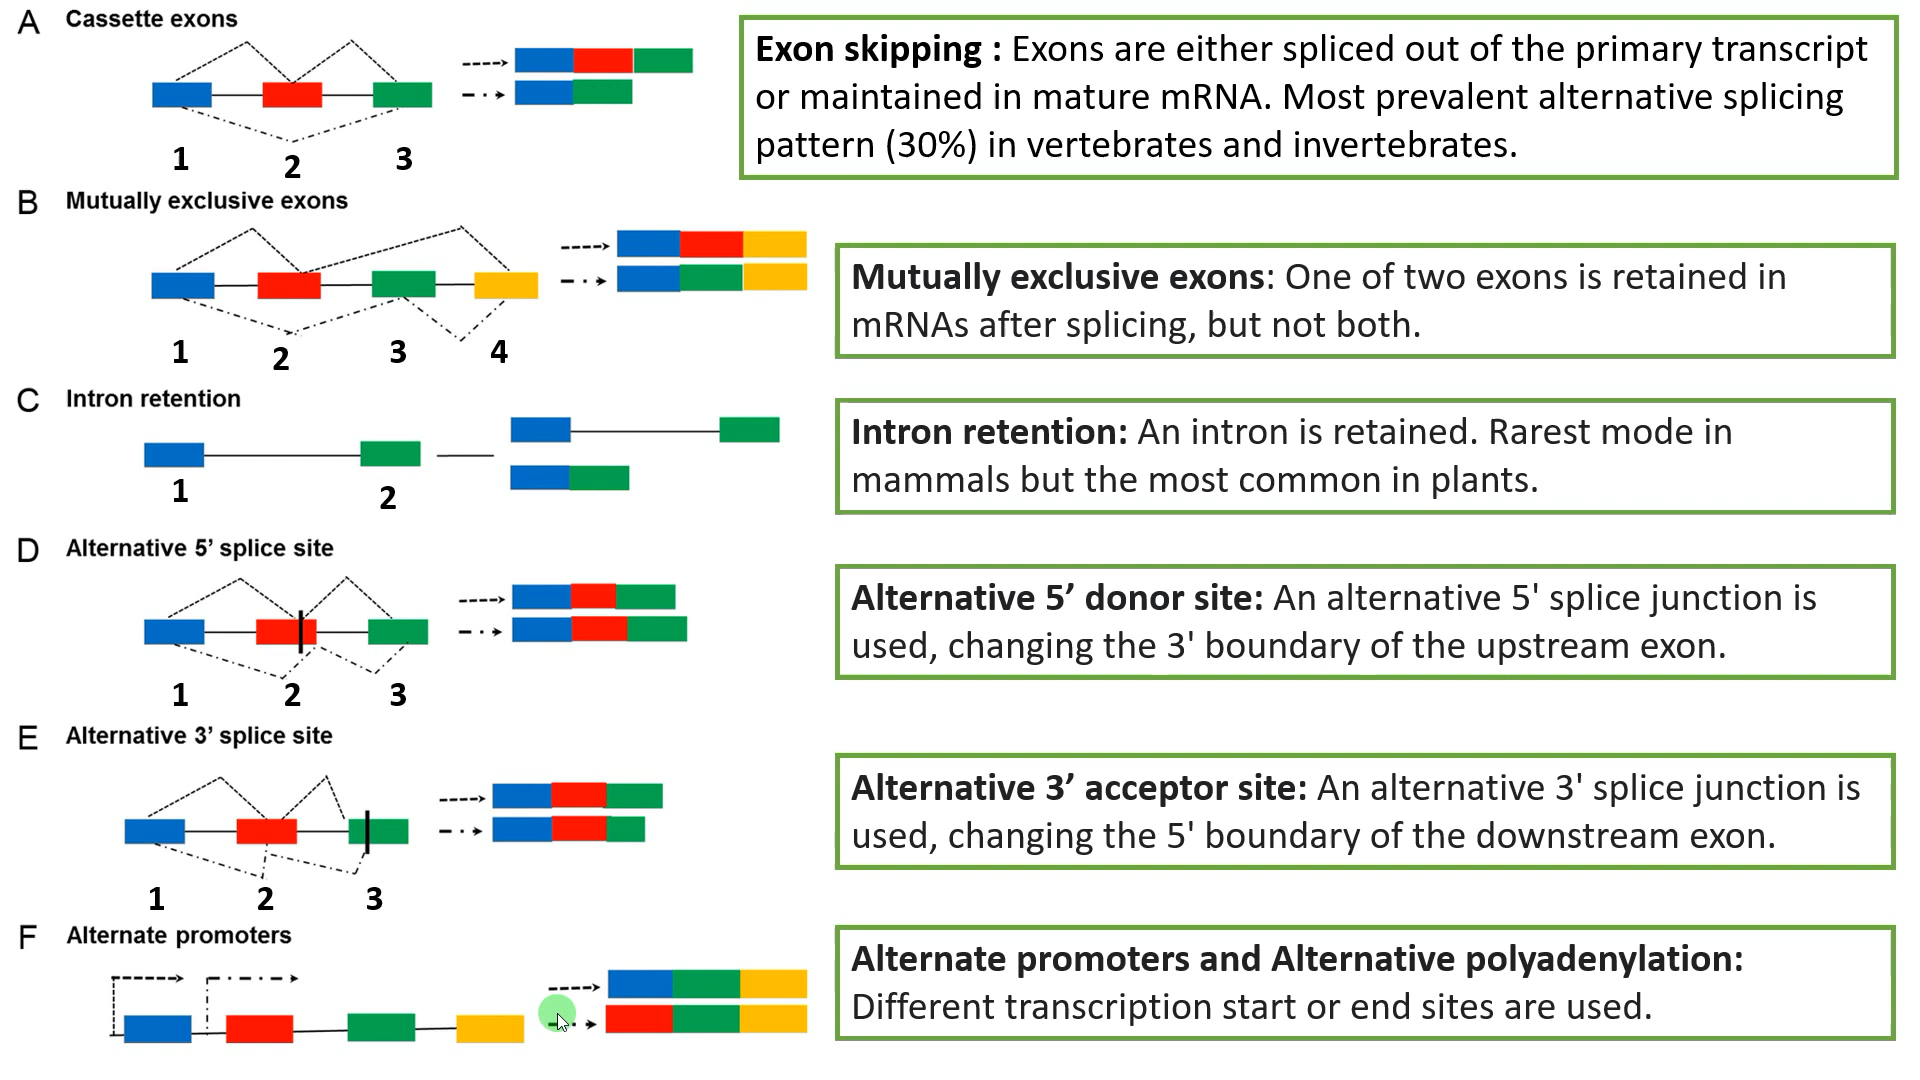 A Cassette exons
1 2 3
Exon skipping : Exons are either spliced out of the primary transcript
or maintained in mature mRNA. Most prevalent alternative splicing
pattern (30%) in vertebrates and invertebrates.
B Mutually exclusive exons
1 2 3 4
Mutually exclusive exons: One of two exons is retained in
mRNAs after splicing, but not both.
C Intron retention
1 2
Intron retention: An intron is retained. Rarest mode in
mammals but the most common in plants.
D Alternative 5’ splice site
1 2 3
Alternative 5’ donor site: An alternative 5' splice junction is
used, changing the 3' boundary of the upstream exon.
E Alternative 3’ splice site
1 2 3
Alternative 3’ acceptor site: An alternative 3' splice junction is
used, changing the 5' boundary of the downstream exon.
F Alternate promoters
Alternate promoters and Alternative polyadenylation:
Different transcription start or end sites are used.